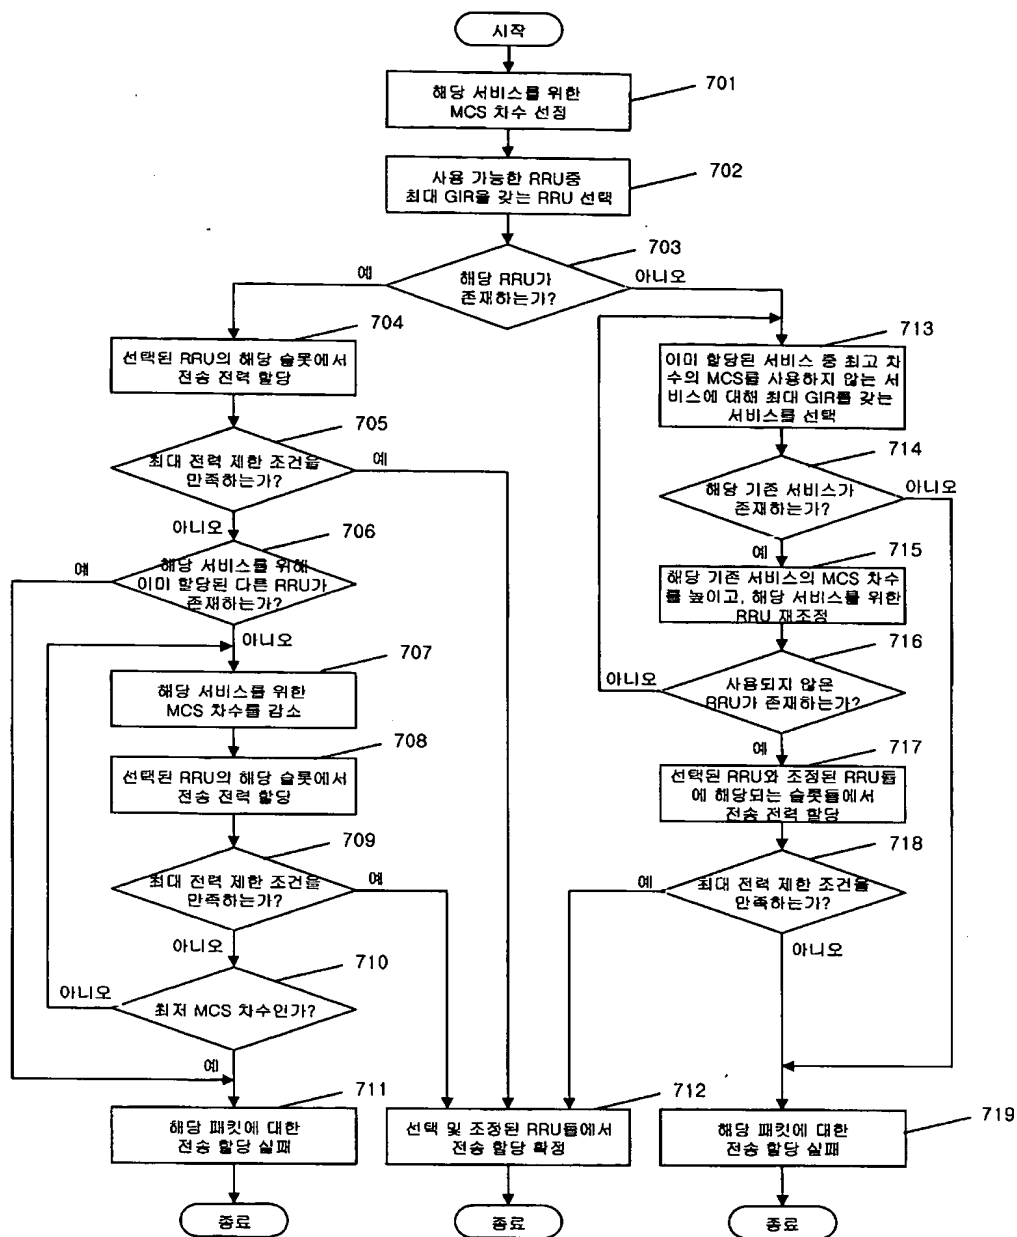 시작
해당 서비스를 위한
MCS 차수 선정
701
사용 가능한 RRU중
최대 GIR을 갖는 RRU 선택
702
해당 RRU가
존재하는가?
703
예
아니오
선택된 RRU의 해당 슬롯에서
전송 전력 할당
704
최대 전력 제한 조건을
만족하는가?
705
예
아니오
해당 서비스를 위해
이미 할당된 다른 RRU가
존재하는가?
706
예
아니오
해당 서비스를 위한
MCS 차수를 감소
707
선택된 RRU의 해당 슬롯에서
전송 전력 할당
708
최대 전력 제한 조건을
만족하는가?
709
예
아니오
최저 MCS 차수인가?
710
아니오
예
해당 패킷에 대한
전송 할당 실패
711
종료
선택 및 조정된 RRU들에서
전송 할당 확정
712
종료
이미 할당된 서비스 중 최고 차
수의 MCS를 사용하지 않는 서
비스에 대해 최대 GIR를 갖는
서비스를 선택
713
해당 기존 서비스가
존재하는가?
714
아니오
예
해당 기존 서비스의 MCS 차수
를 높이고, 해당 서비스를 위한
RRU 재조정
715
사용되지 않은
RRU가 존재하는가?
716
아니오
예
선택된 RRU와 조정된 RRU들
에 해당되는 슬롯들에서
전송 전력 할당
717
최대 전력 제한 조건을
만족하는가?
718
예
아니오
해당 패킷에 대한
전송 할당 실패
719
종료